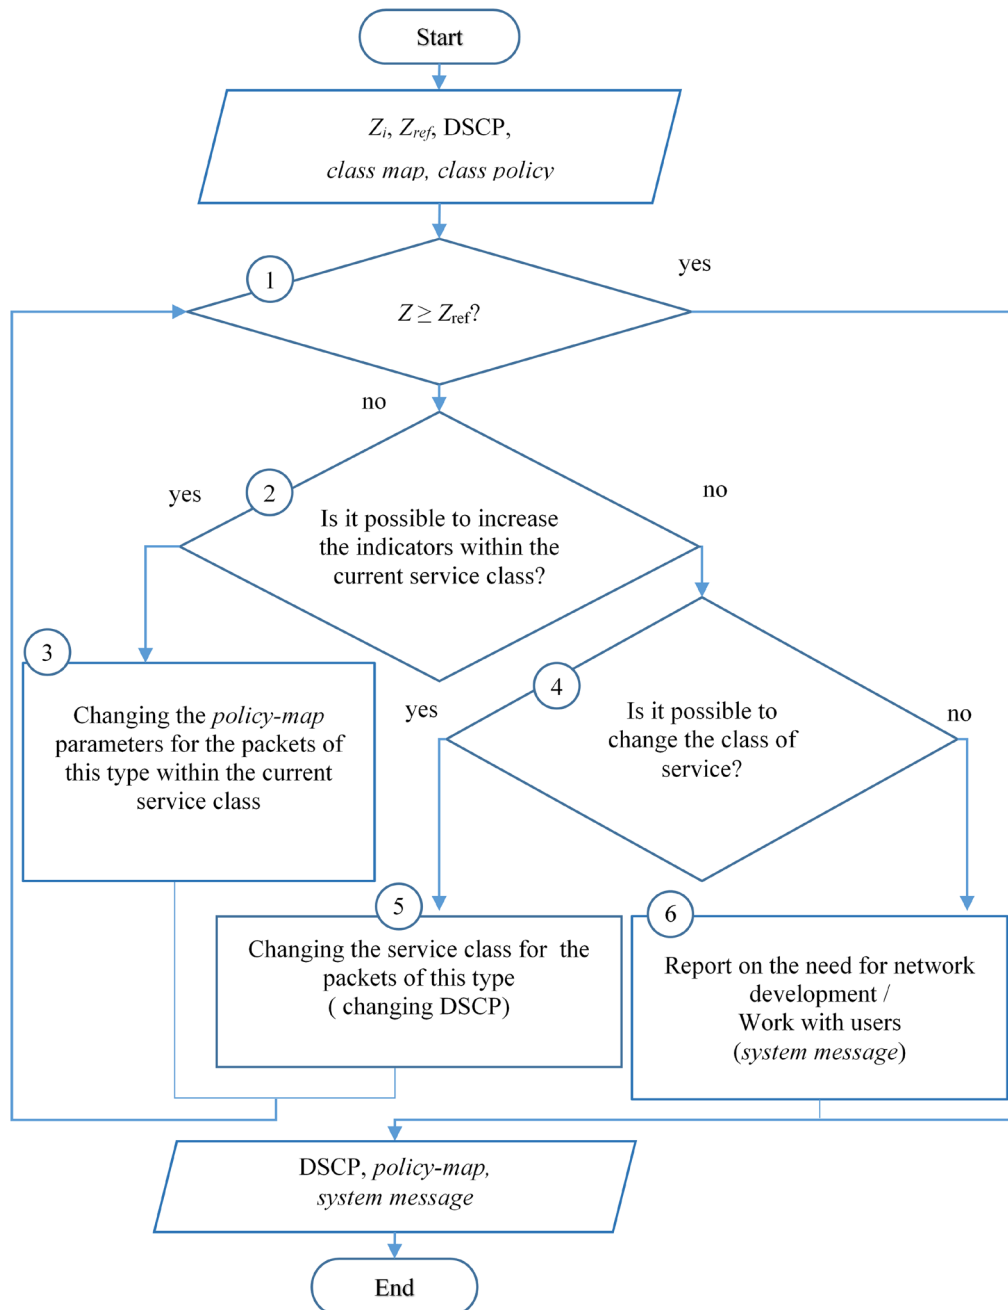 Start
Zi, Zref, DSCP,
class map, class policy
1
yes
Z ≥ Zref?
no
2
yes
no
Is it possible to increase
the indicators within the
current service class?
3
Changing the policy-map
parameters for the packets of
this type within the current
service class
4
yes
no
Is it possible to
change the class of
service?
5
Changing the service class for the
packets of this type
( changing DSCP)
6
Report on the need for network
development /
Work with users
(system message)
DSCP, policy-map,
system message
End